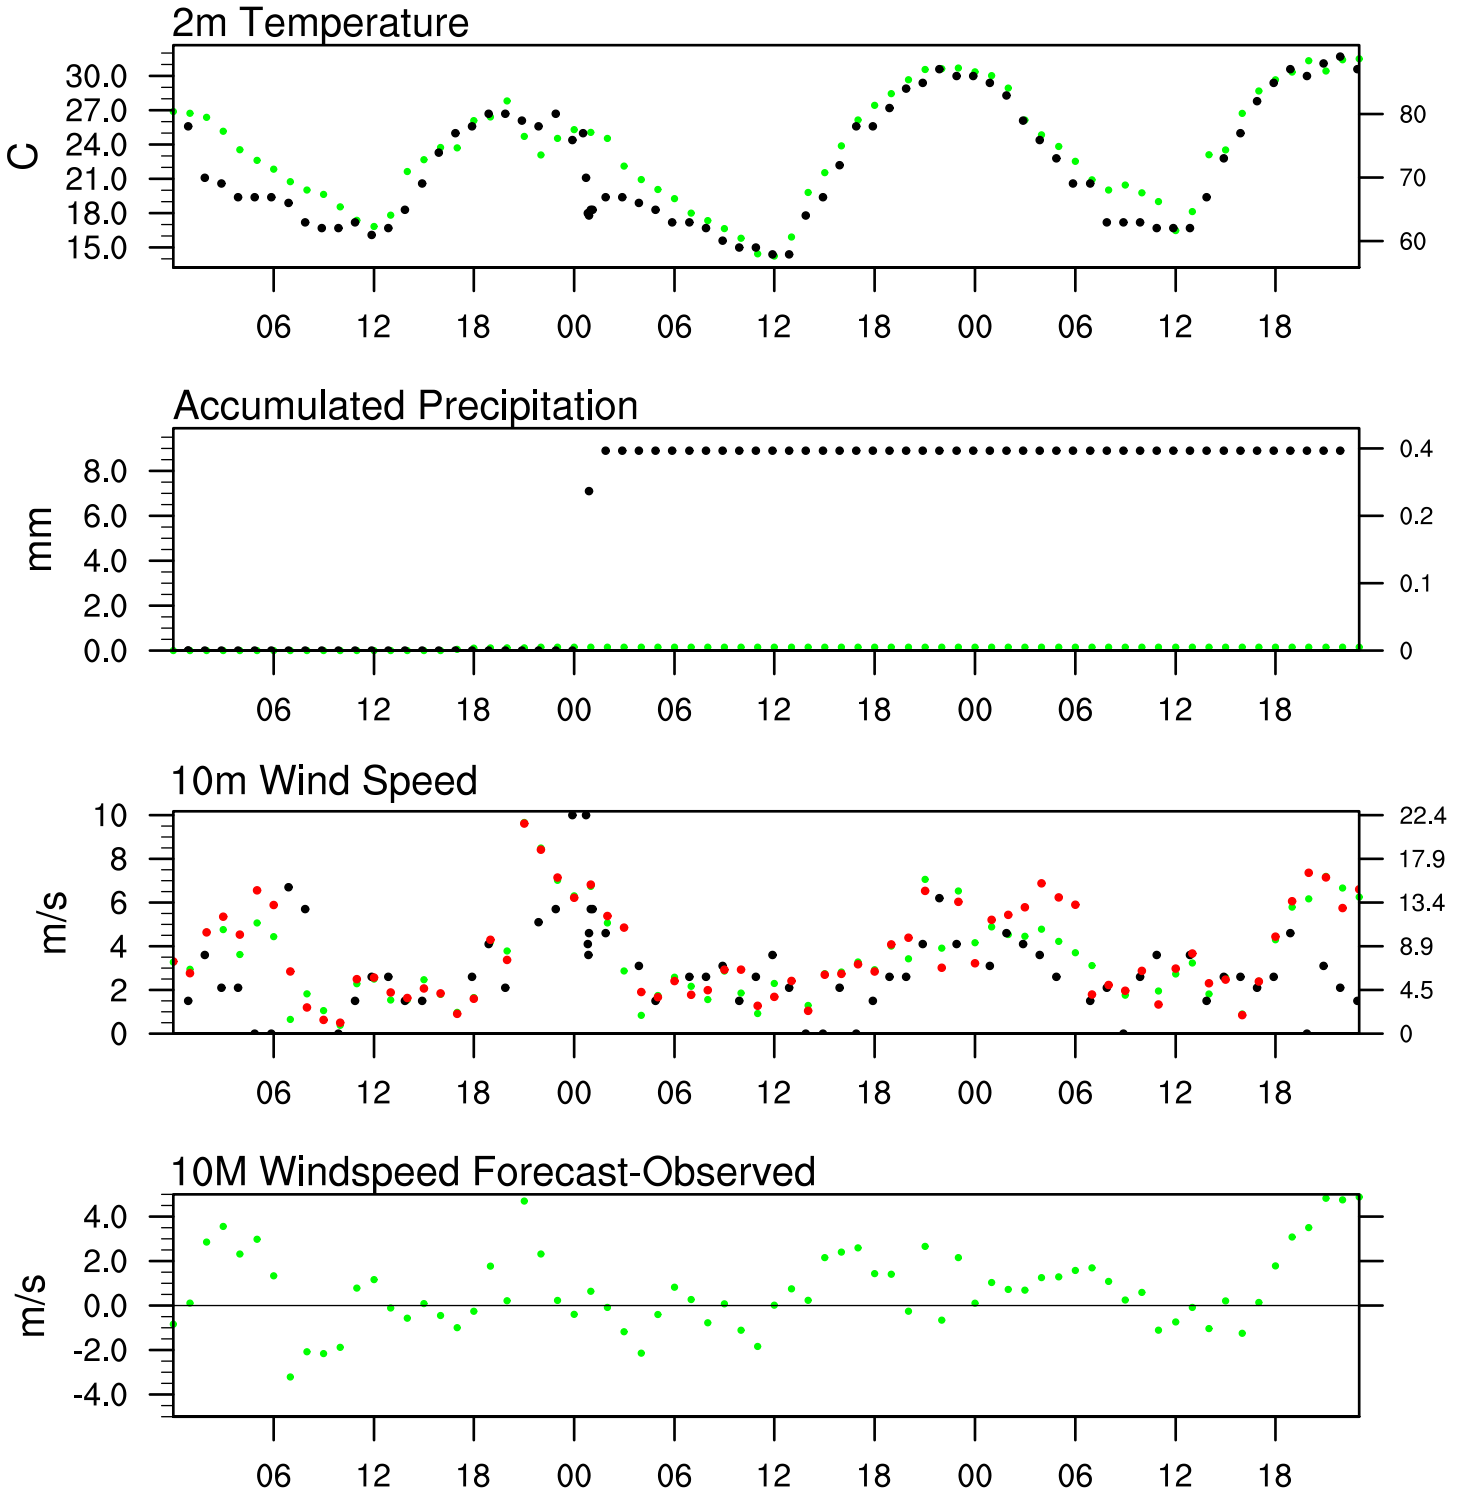 2m Temperature
30.0
27.0
24.0
21.0
18.0
15.0
C
80
70
60
06 12 18 00 06 12 18 00 06 12 18
Accumulated Precipitation
8.0
6.0
4.0
2.0
0.0
mm
0.4
0.2
0.1
0
06 12 18 00 06 12 18 00 06 12 18
10m Wind Speed
10
8
6
4
2
0
m/s
22.4
17.9
13.4
8.9
4.5
0
06 12 18 00 06 12 18 00 06 12 18
10M Windspeed Forecast-Observed
4.0
2.0
0.0
-2.0
-4.0
m/s
06 12 18 00 06 12 18 00 06 12 18